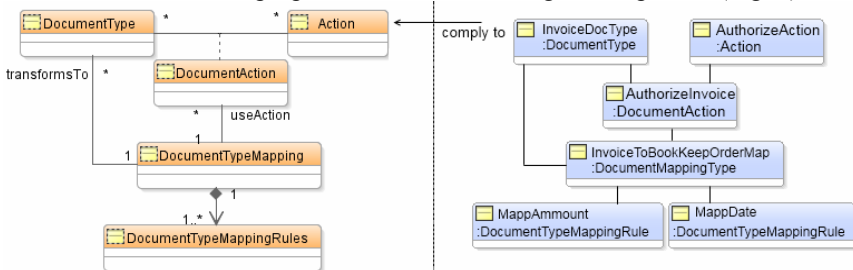 DocumentType
*
*
Action
comply to
InvoiceDocType
:DocumentType
AuthorizeAction
:Action
transformsTo
*
DocumentAction
AuthorizeInvoice
:DocumentAction
*
useAction
1
1
DocumentTypeMapping
InvoiceToBookKeepOrderMap
:DocumentMappingType
1
1..*
MappAmmount
:DocumentTypeMappingRule
MappDate
:DocumentTypeMappingRule
DocumentTypeMappingRules